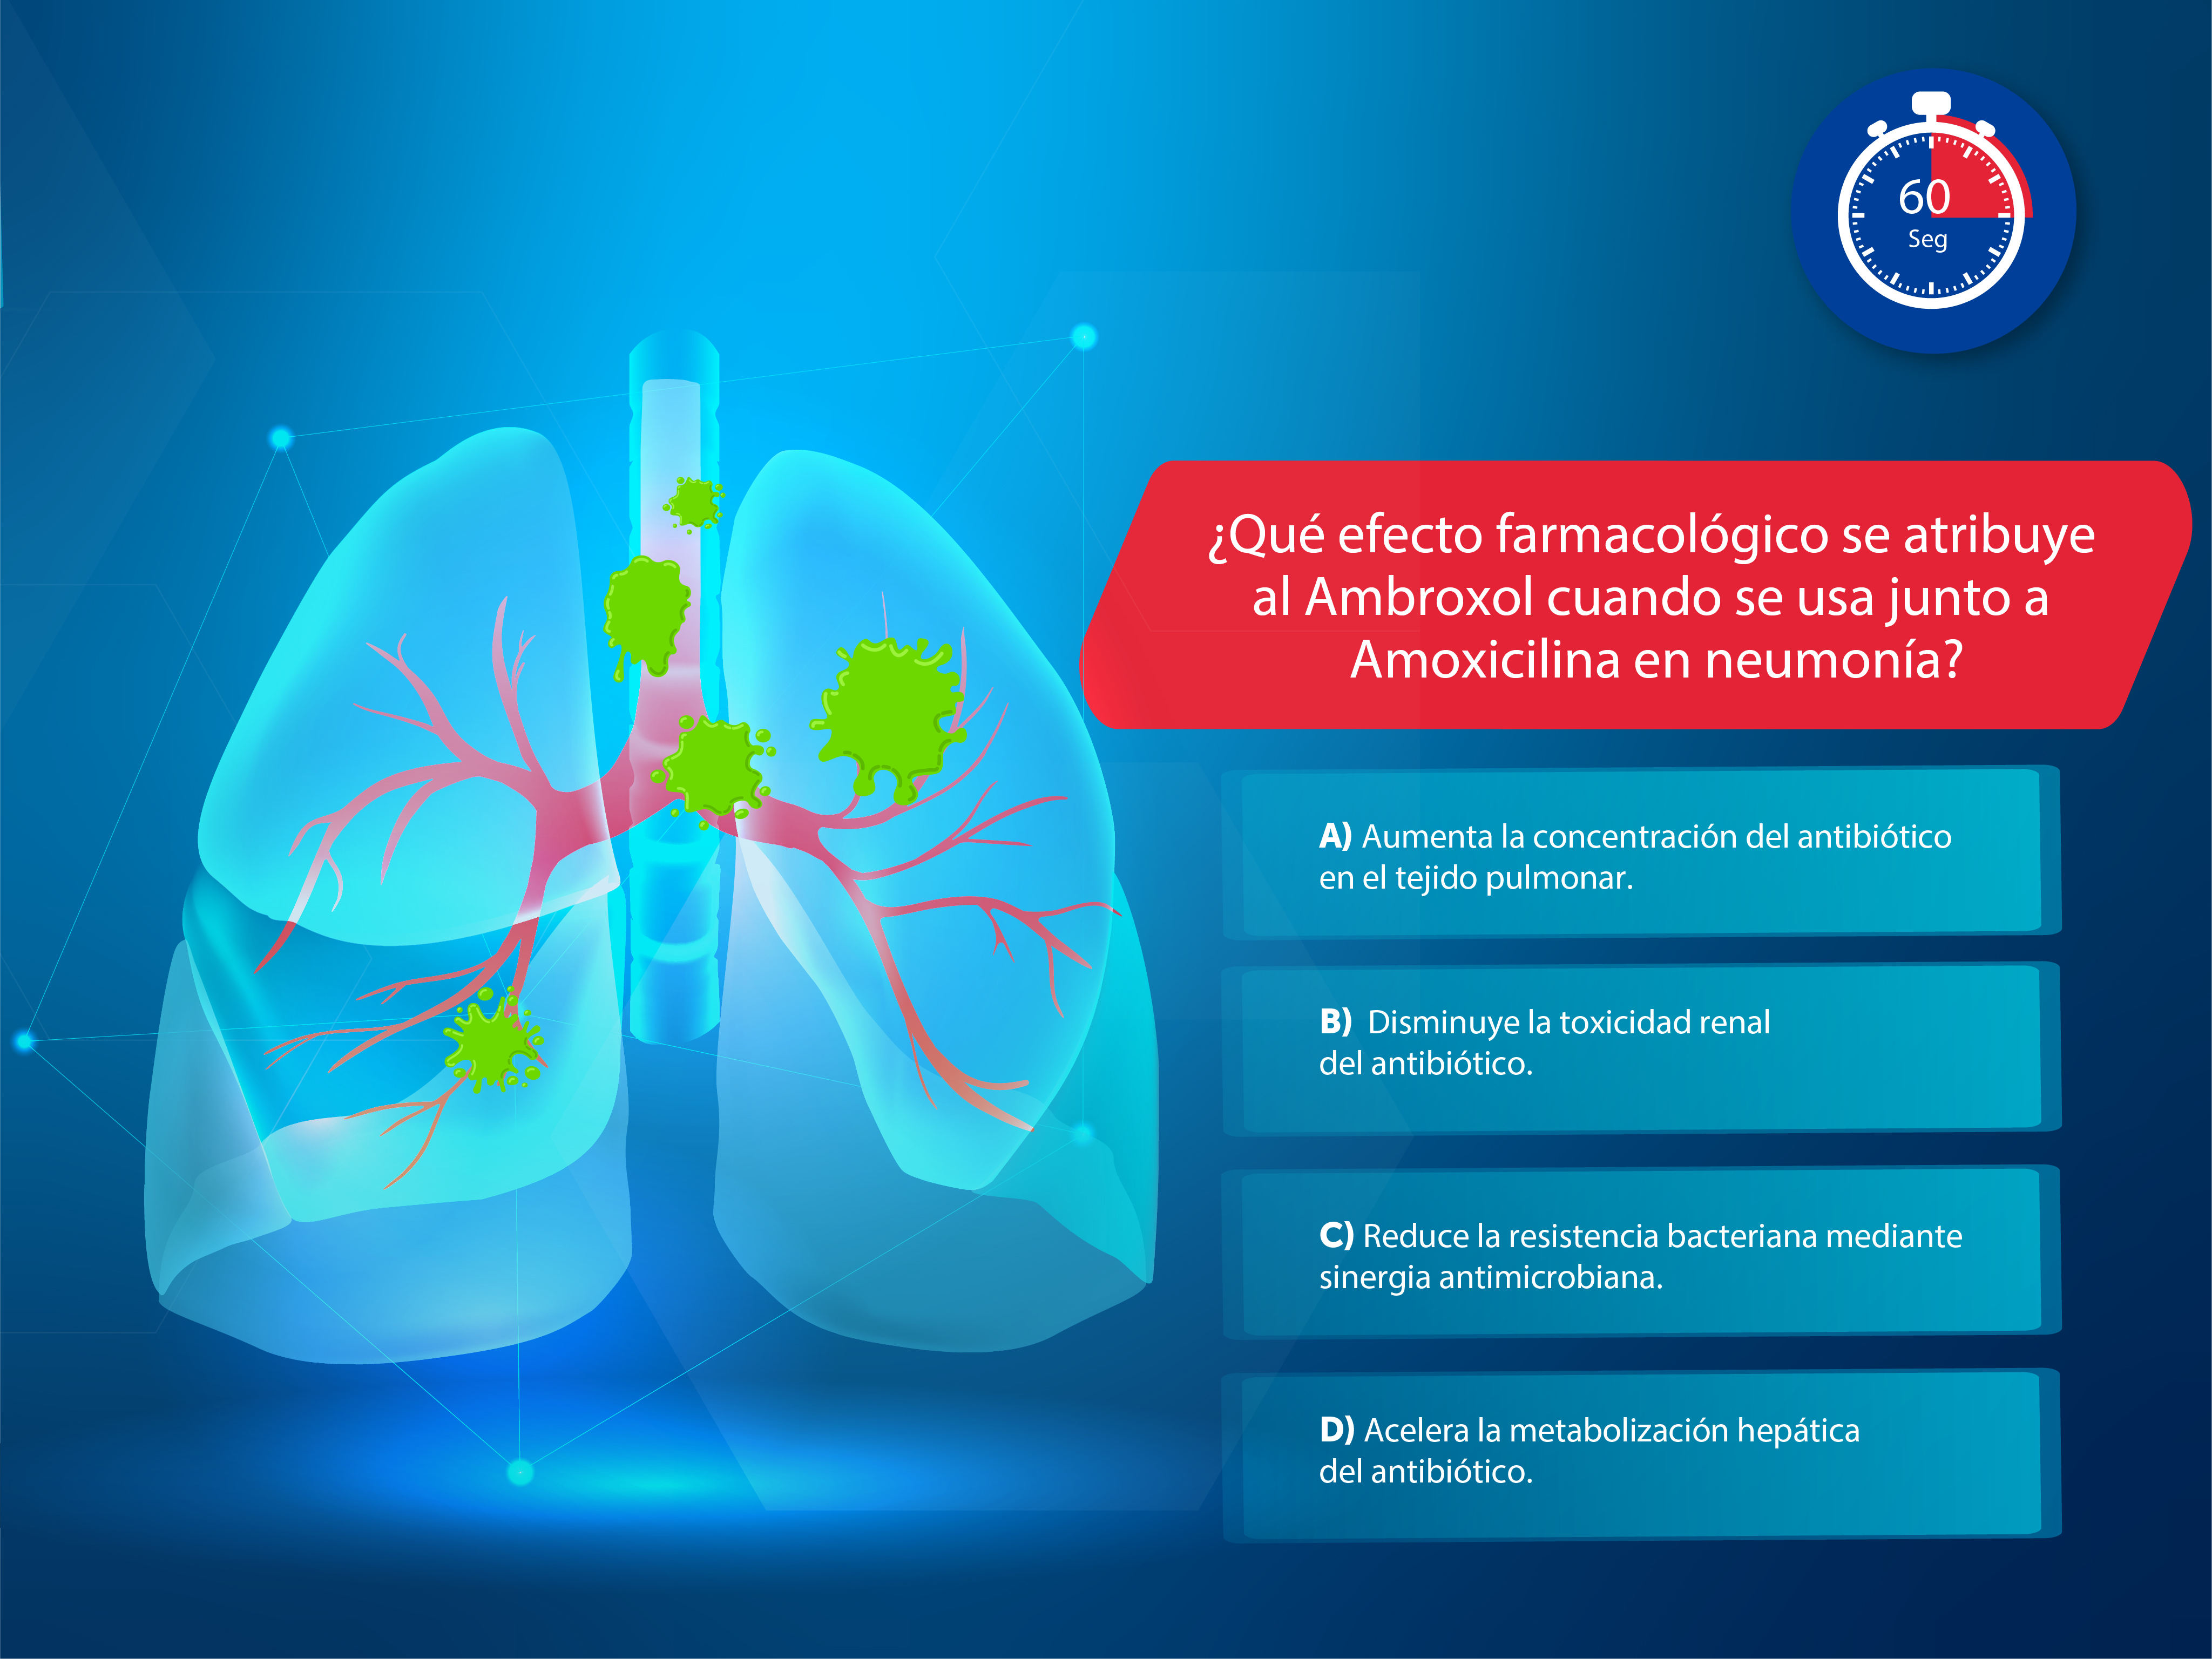 60
Seg
¿Qué efecto farmacológico se atribuye
al Ambroxol cuando se usa junto a
Amoxicilina en neumonía?
A) Aumenta la concentración del antibiótico
en el tejido pulmonar.
B) Disminuye la toxicidad renal
del antibiótico.
C) Reduce la resistencia bacteriana mediante
sinergia antimicrobiana.
D) Acelera la metabolización hepática
del antibiótico.